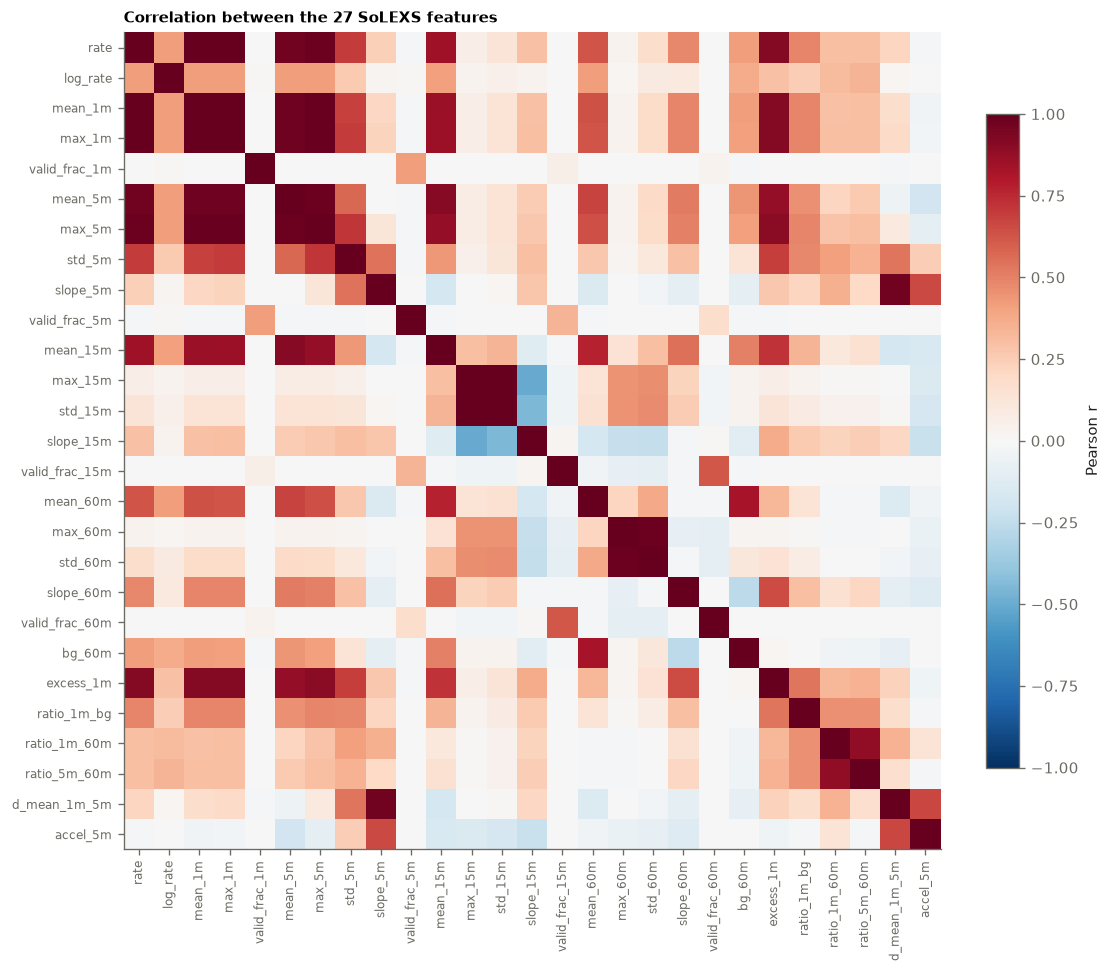 Correlation between the 27 SoLEXS features
rate
log_rate
mean_1m
max_1m
valid_frac_1m
mean_5m
max_5m
std_5m
slope_5m
valid_frac_5m
mean_15m
max_15m
std_15m
slope_15m
valid_frac_15m
mean_60m
max_60m
std_60m
slope_60m
valid_frac_60m
bg_60m
excess_1m
ratio_1m_bg
ratio_1m_60m
ratio_5m_60m
d_mean_1m_5m
accel_5m
rate
log_rate
mean_1m
max_1m
valid_frac_1m
mean_5m
max_5m
std_5m
slope_5m
valid_frac_5m
mean_15m
max_15m
std_15m
slope_15m
valid_frac_15m
mean_60m
max_60m
std_60m
slope_60m
valid_frac_60m
bg_60m
excess_1m
ratio_1m_bg
ratio_1m_60m
ratio_5m_60m
d_mean_1m_5m
accel_5m
1.00
0.75
0.50
0.25
0.00
−0.25
−0.50
−0.75
−1.00
Pearson r